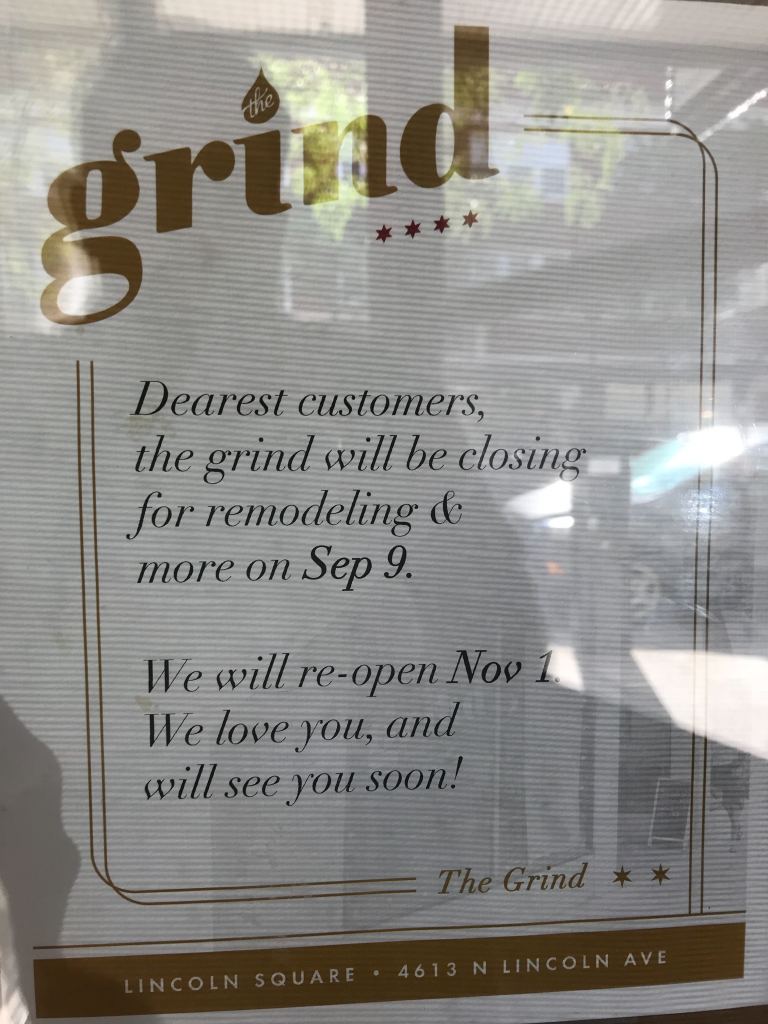 the
grind
Dearest customers,
the grind will be closing
for remodeling &
more on Sep 9.
We will re-open Nov 1.
We love you, and
will see you soon!
The Grind
LINCOLN SQUARE • 4613 N LINCOLN AVE